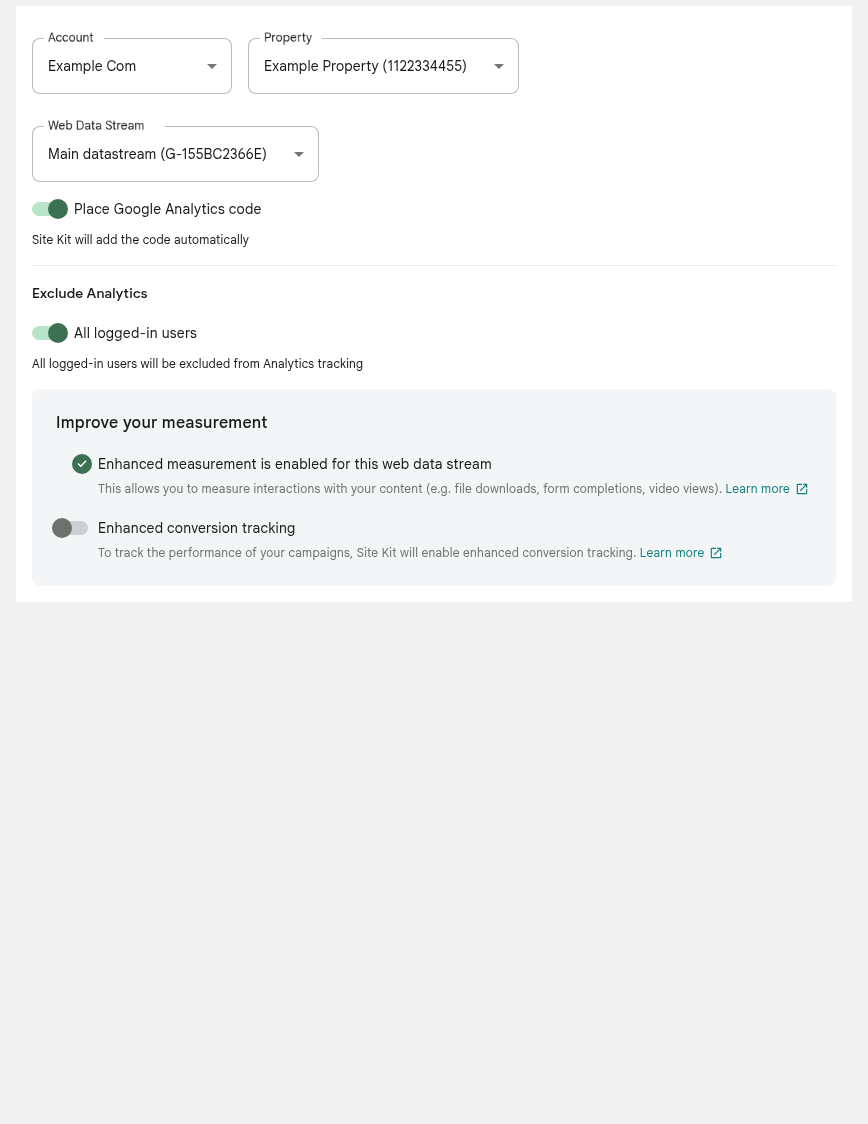 Account
Property
Example Com
Example Property (1122334455)
Web Data Stream
Main datastream (G-155BC2366E)
Place Google Analytics code
Site Kit will add the code automatically
Exclude Analytics
All logged-in users
All logged-in users will be excluded from Analytics tracking
Improve your measurement
Enhanced measurement is enabled for this web data stream
This allows you to measure interactions with your content (e.g. file downloads, form completions, video views). Learn more
Enhanced conversion tracking
To track the performance of your campaigns, Site Kit will enable enhanced conversion tracking. Learn more